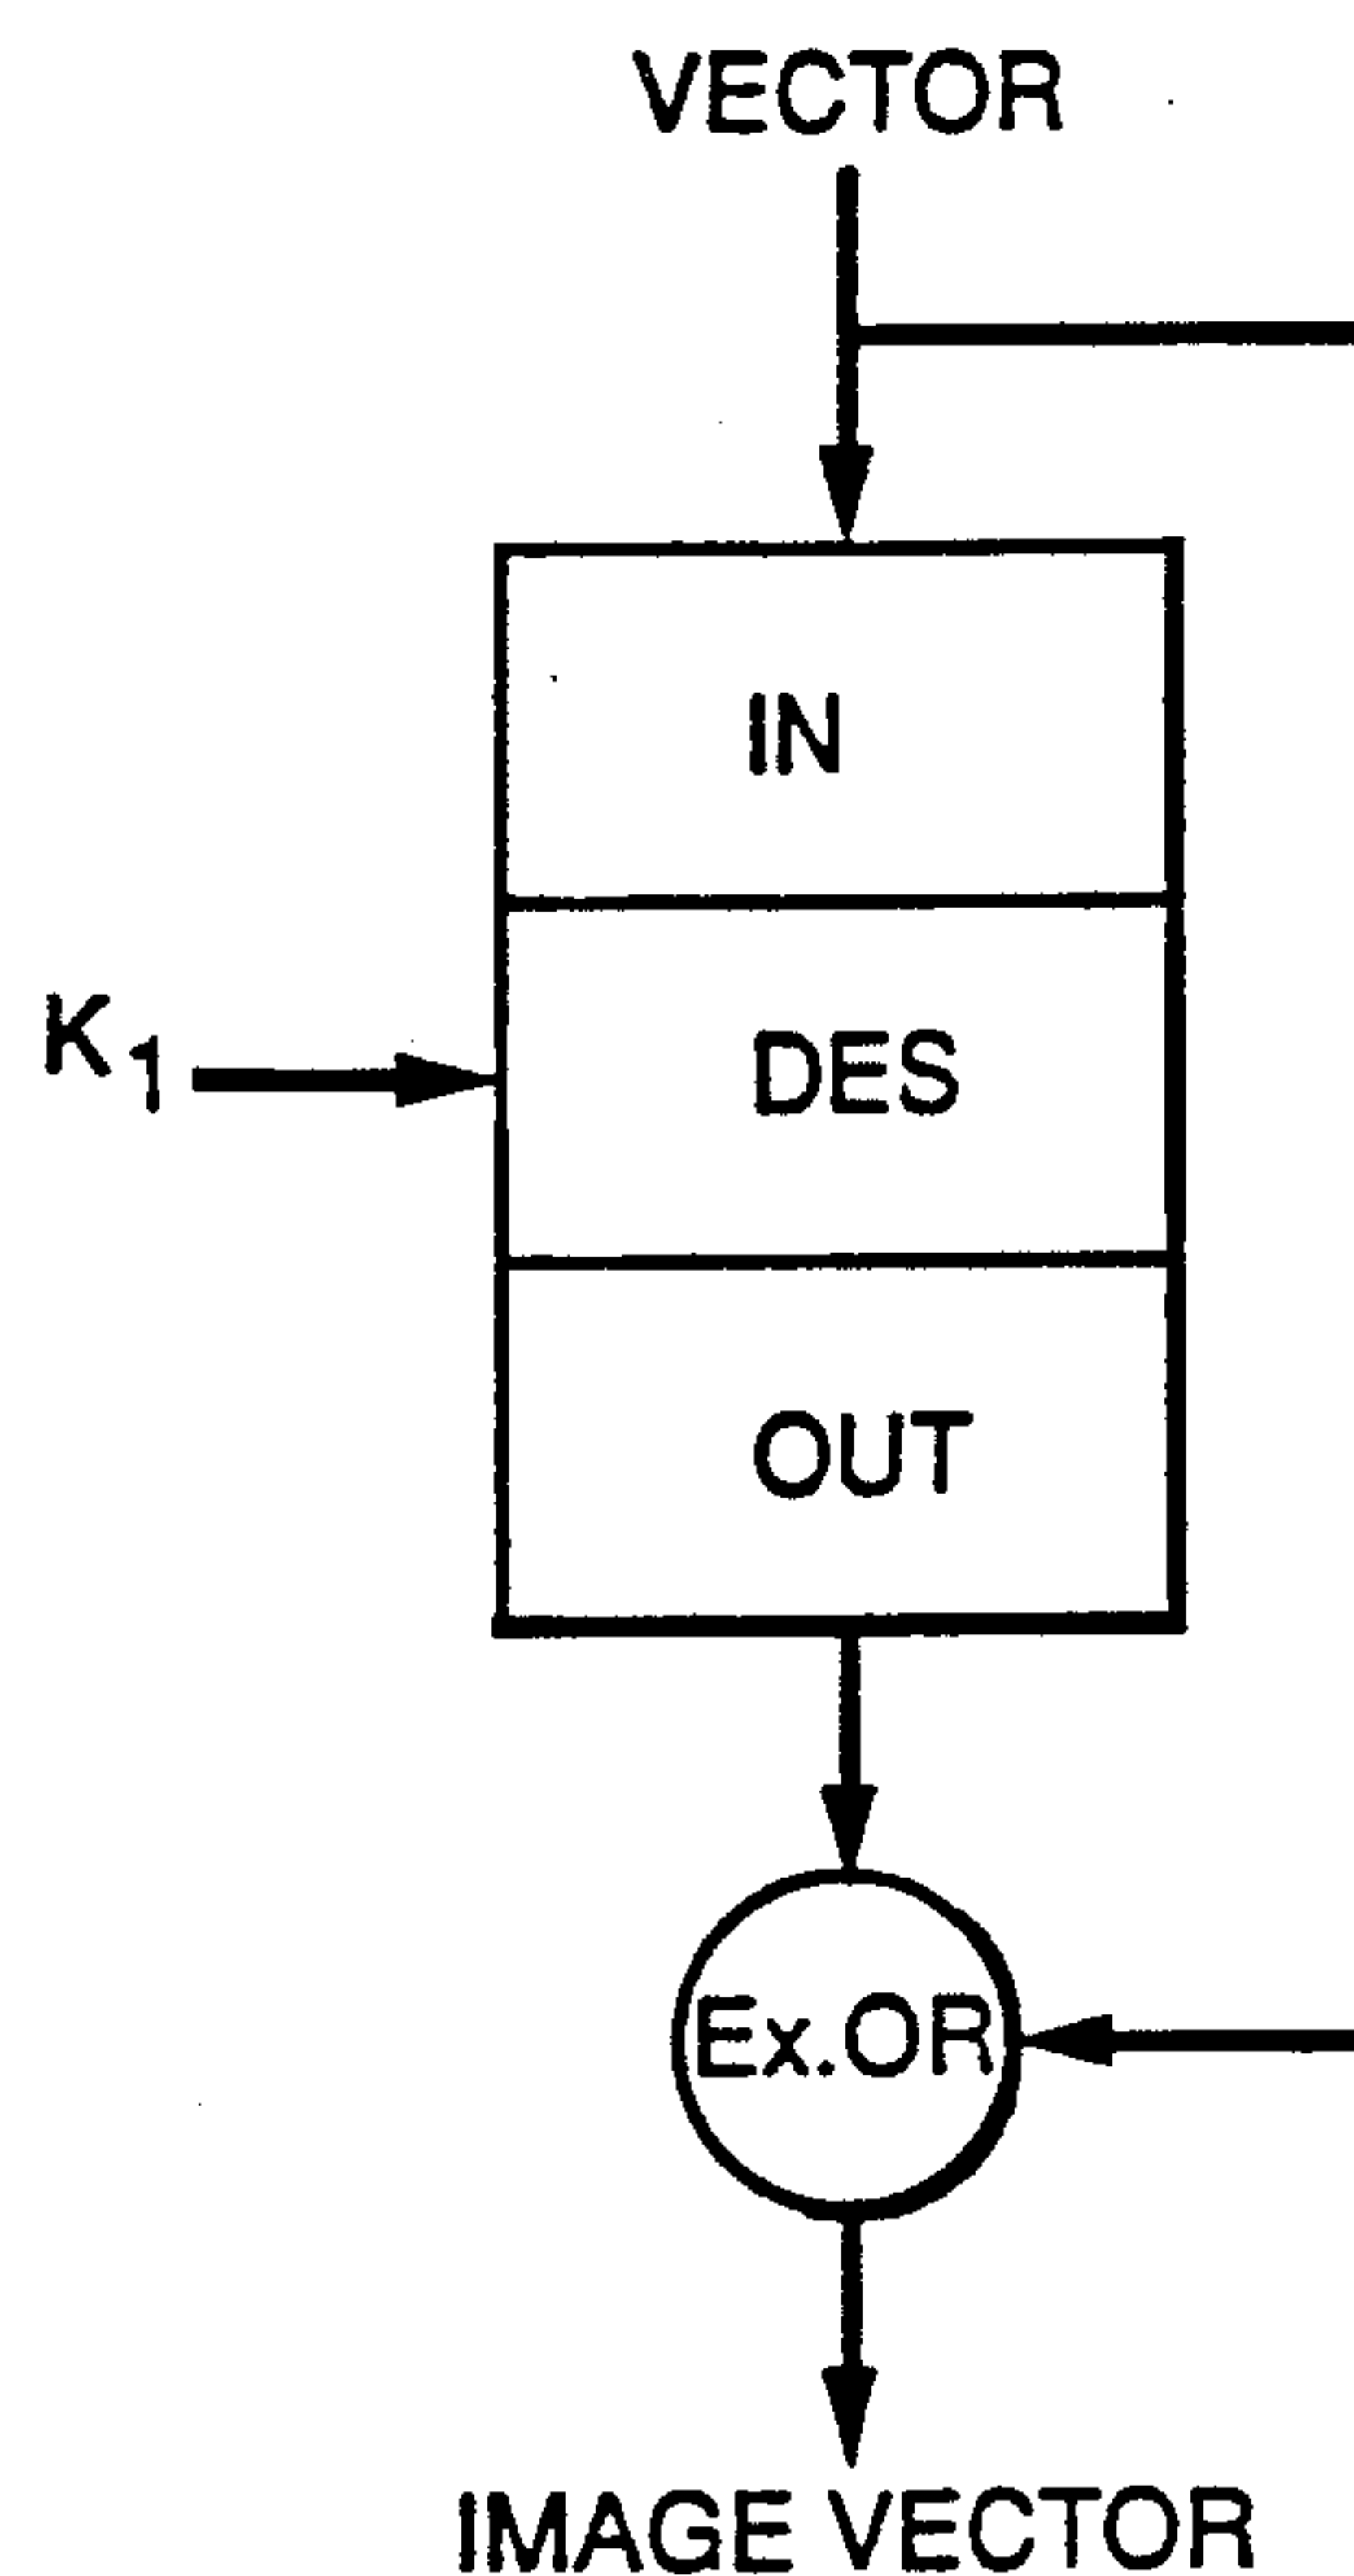 VECTOR
IN
K1
DES
OUT
Ex.OR
IMAGE VECTOR